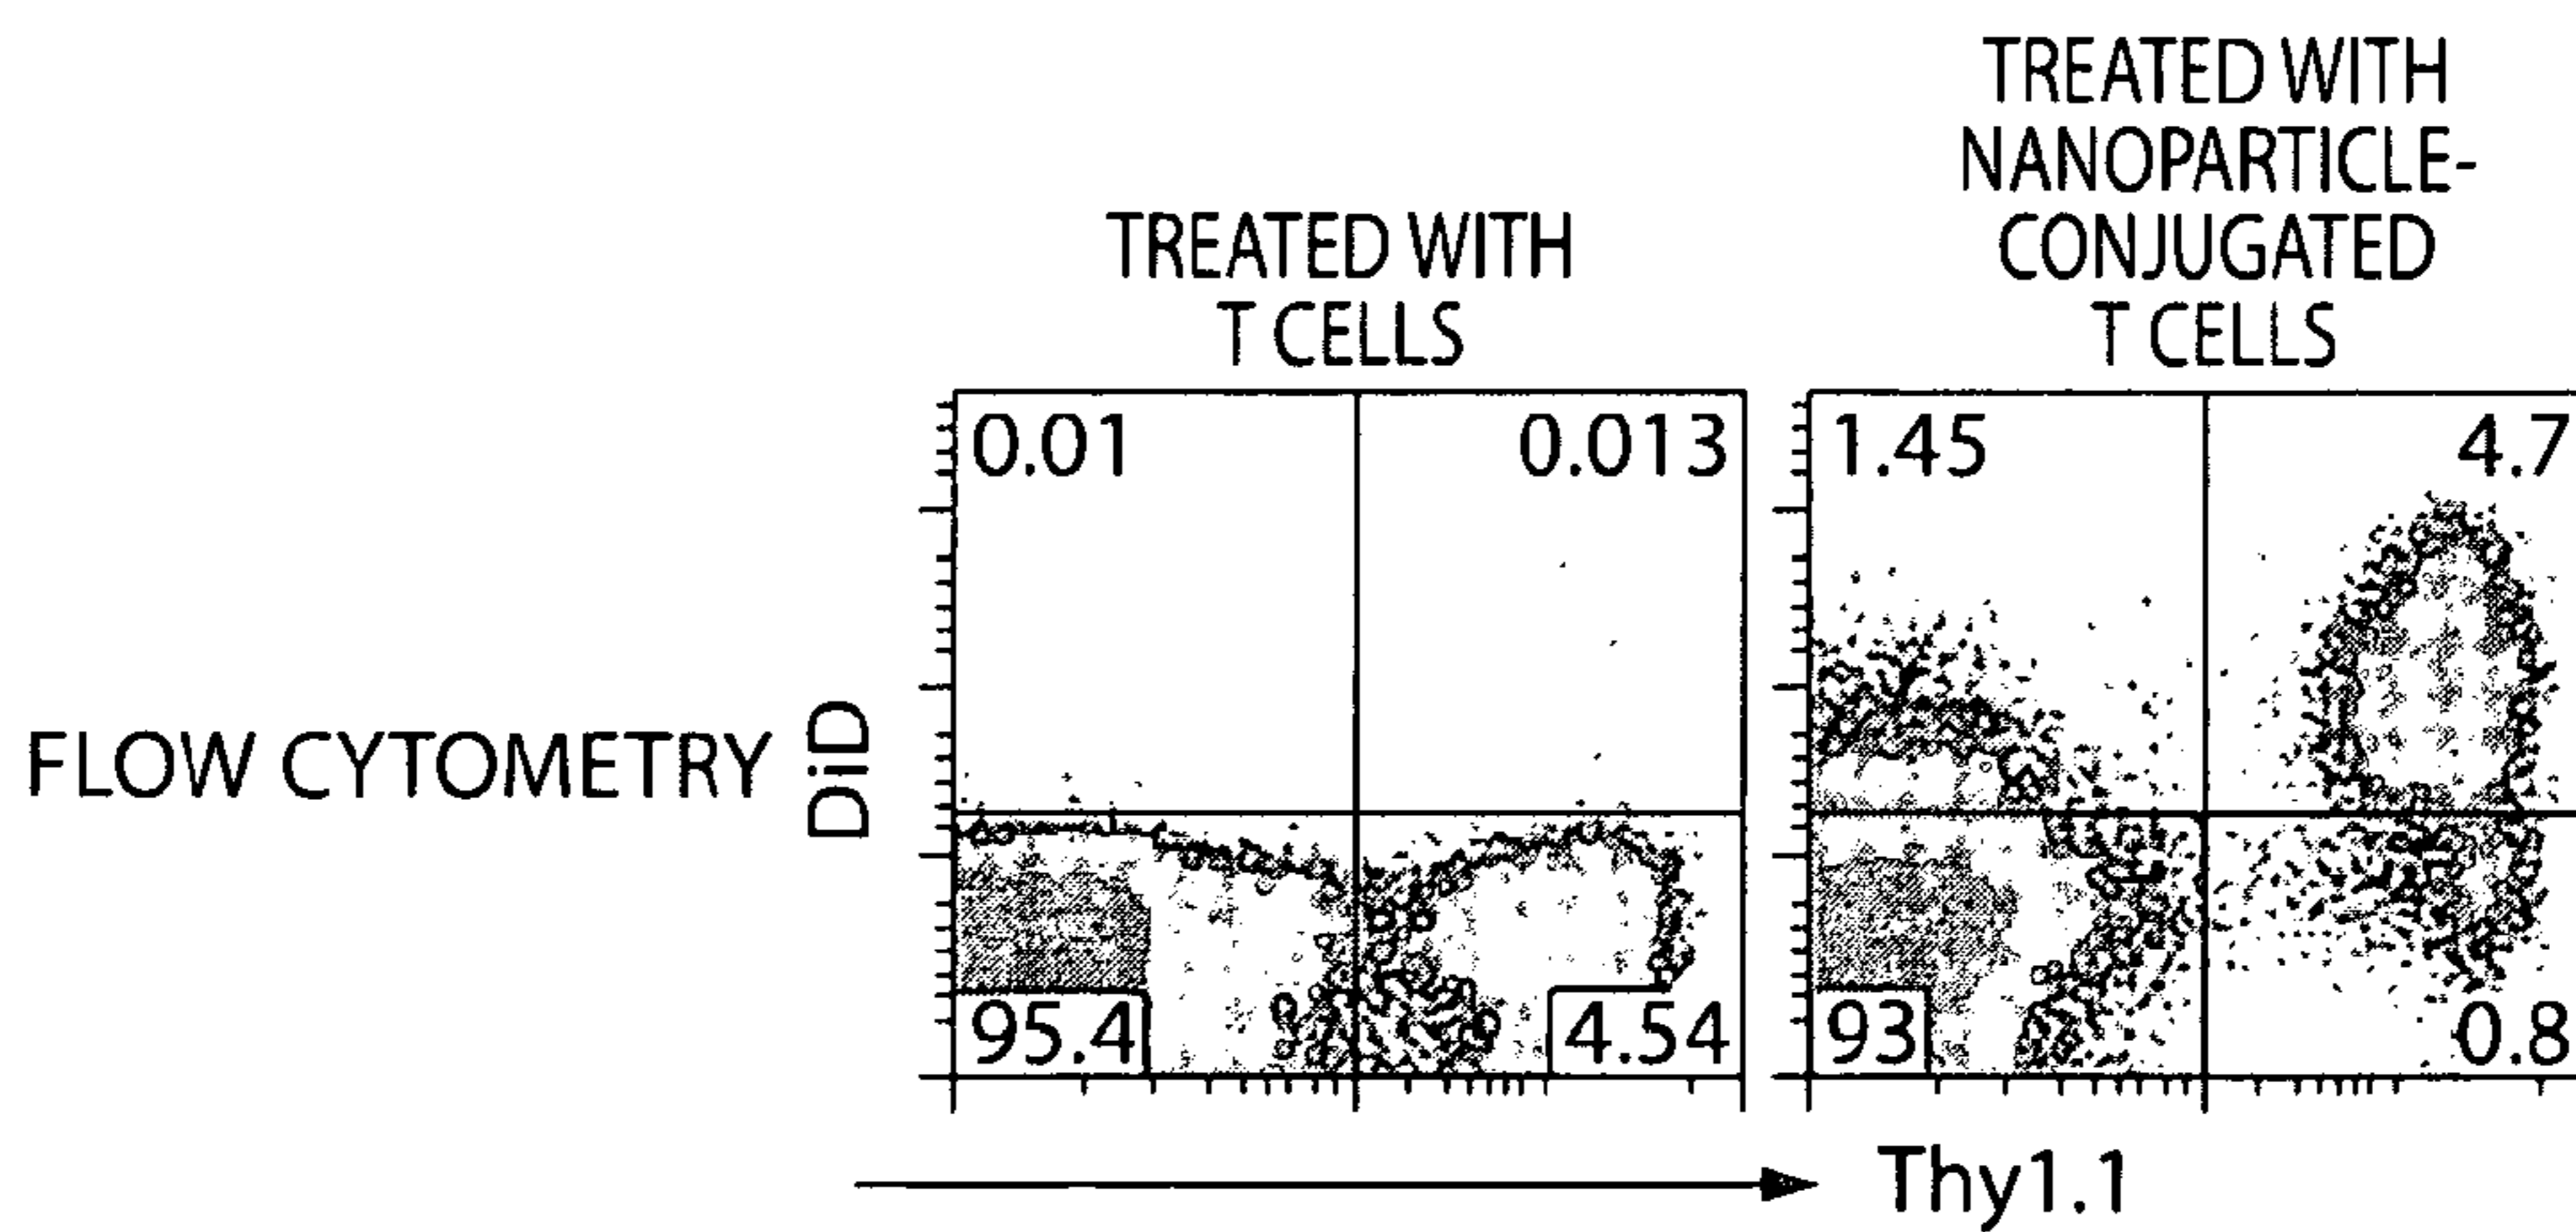 TREATED WITH
T CELLS
TREATED WITH
NANOPARTICLE-
CONJUGATED
T CELLS
FLOW CYTOMETRY
DiD
0.01
0.013
95.4
4.54
1.45
4.7
93
0.8
Thy1.1